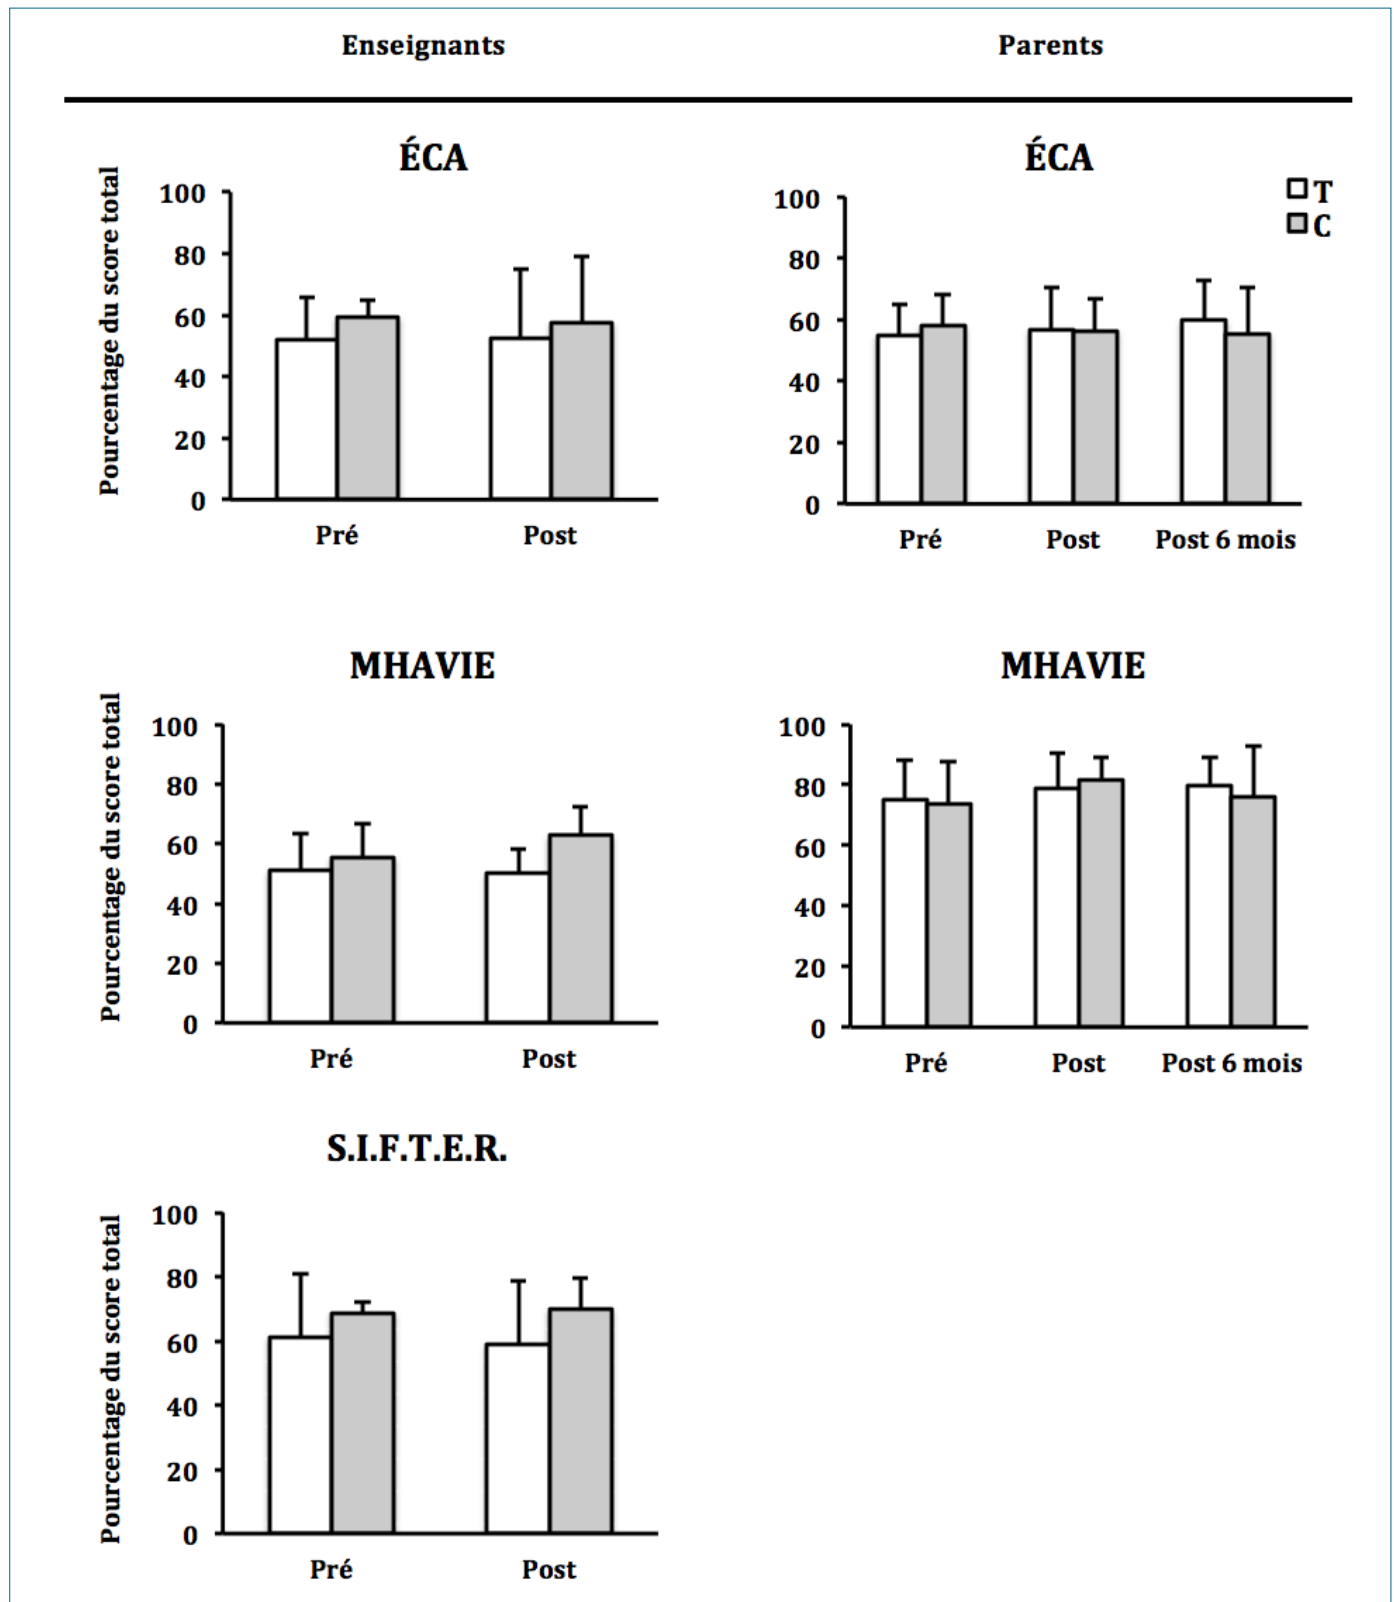 Enseignants
Parents
ÉCA
Pourcentage du score total
100
80
60
40
20
0
Pré
Post
ÉCA
T
C
100
80
60
40
20
0
Pré
Post
Post 6 mois
MHAVIE
Pourcentage du score total
100
80
60
40
20
0
Pré
Post
MHAVIE
100
80
60
40
20
0
Pré
Post
Post 6 mois
S.I.F.T.E.R.
Pourcentage du score total
100
80
60
40
20
0
Pré
Post